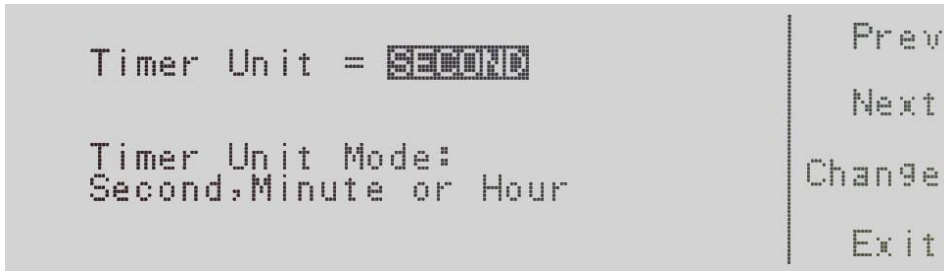 Timer Unit = SECOND
Timer Unit Mode:
Second,Minute or Hour
Prev
Next
Change
Exit